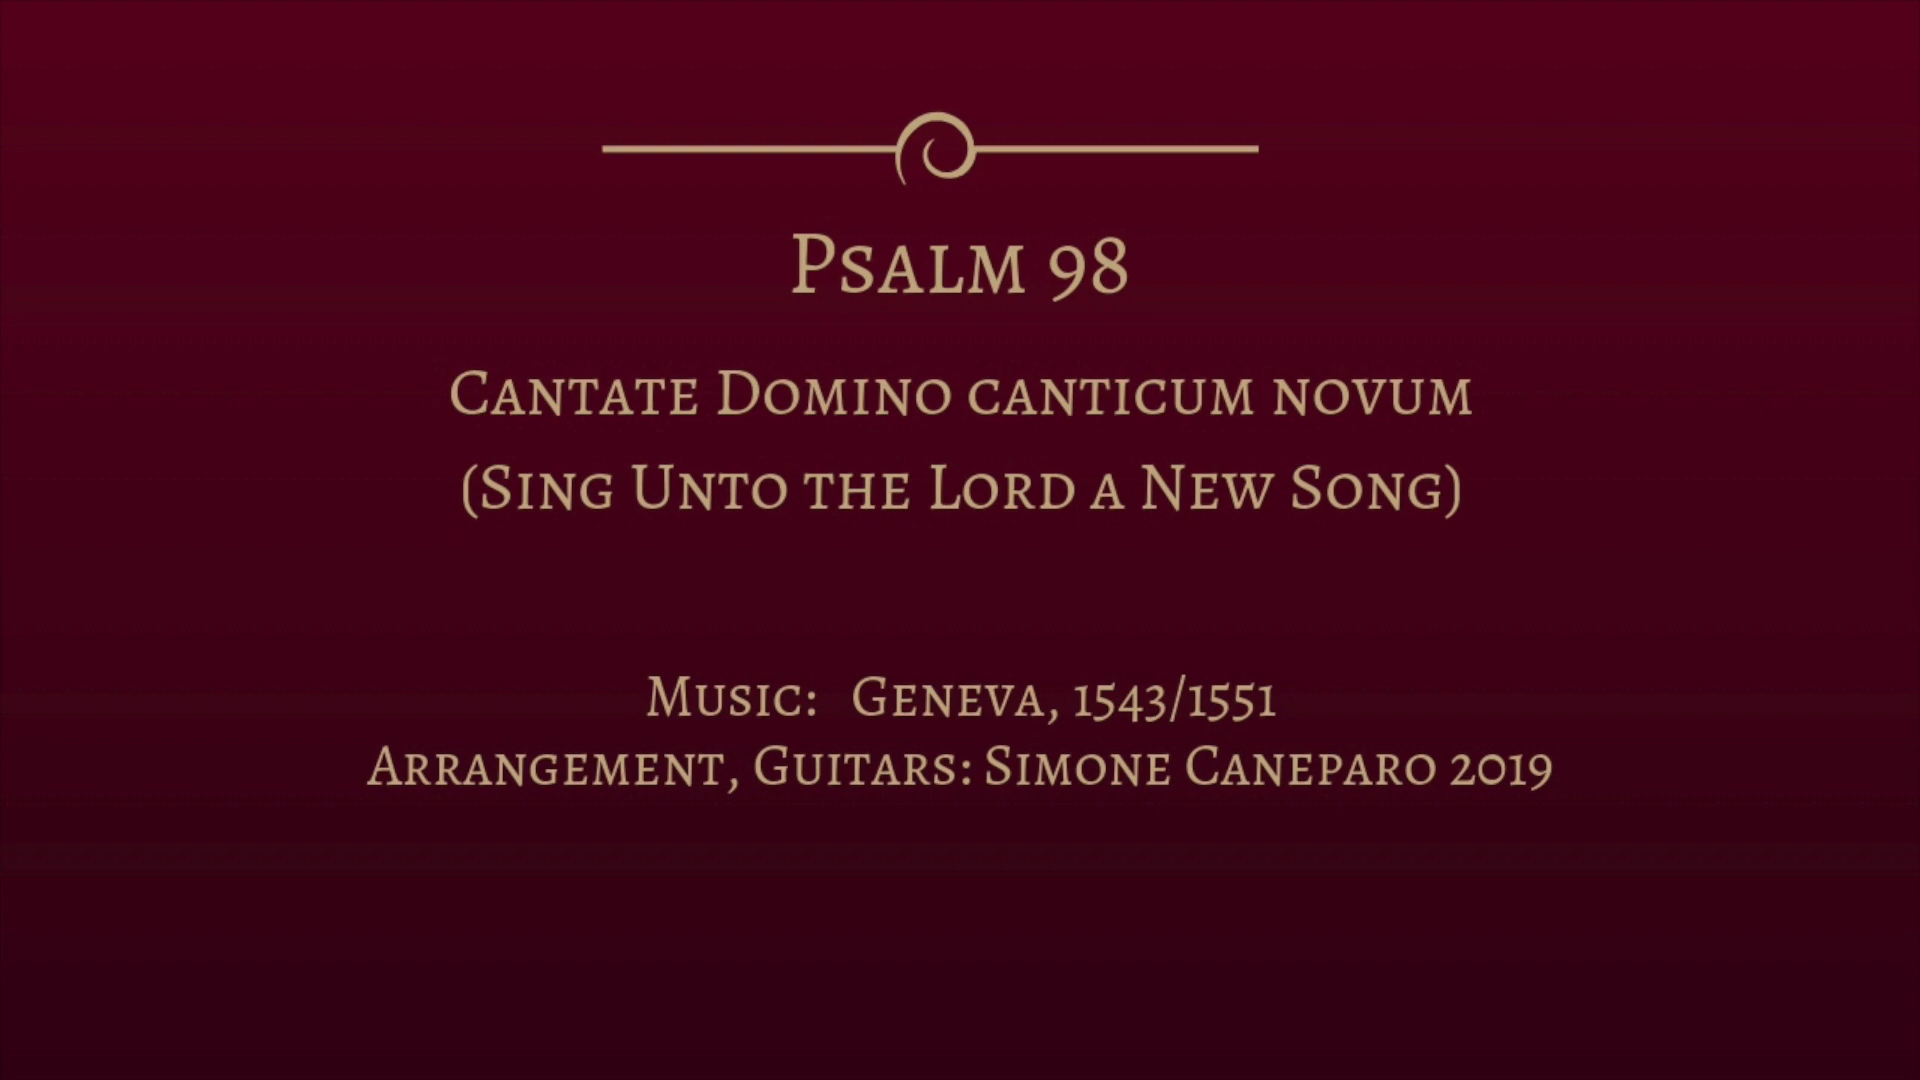 Psalm 98
Cantate Domino canticum novum
(Sing Unto the Lord a New Song)
Music: Geneva, 1543/1551
Arrangement, Guitars: Simone Caneparo 2019